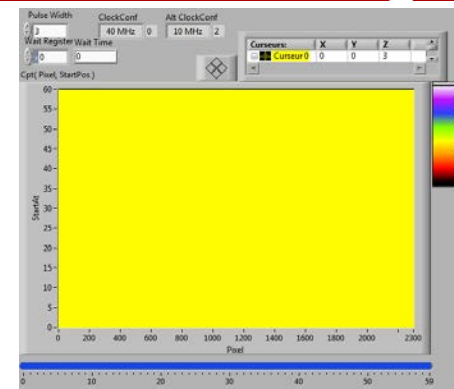 Pulse Width ClockConf Alt ClockConf
3 40 MHz 0 10 MHz 2
Wait Register Wait Time
0 0
Curseurs: X Y Z
Curseur 0 0 0 3
Cpt( Pixel, StartPos )
60
55
50
45
40
35
30
25
20
15
10
5
0
StartAt
0 200 400 600 800 1000 1200 1400 1600 1800 2000 2300
Pixel
0 10 20 30 40 50 59